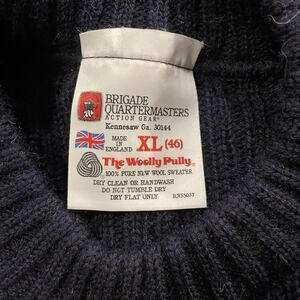 BRIGADE
QUARTERMASTERS
ACTION GEAR®
Kennesaw Ga. 30144
MADE IN
ENGLAND
XL (46)
The Woolly Pully®
100% PURE NEW WOOL SWEATER
DRY CLEAN OR HANDWASH
DO NOT TUMBLE DRY
DRY FLAT ONLY
RN55037